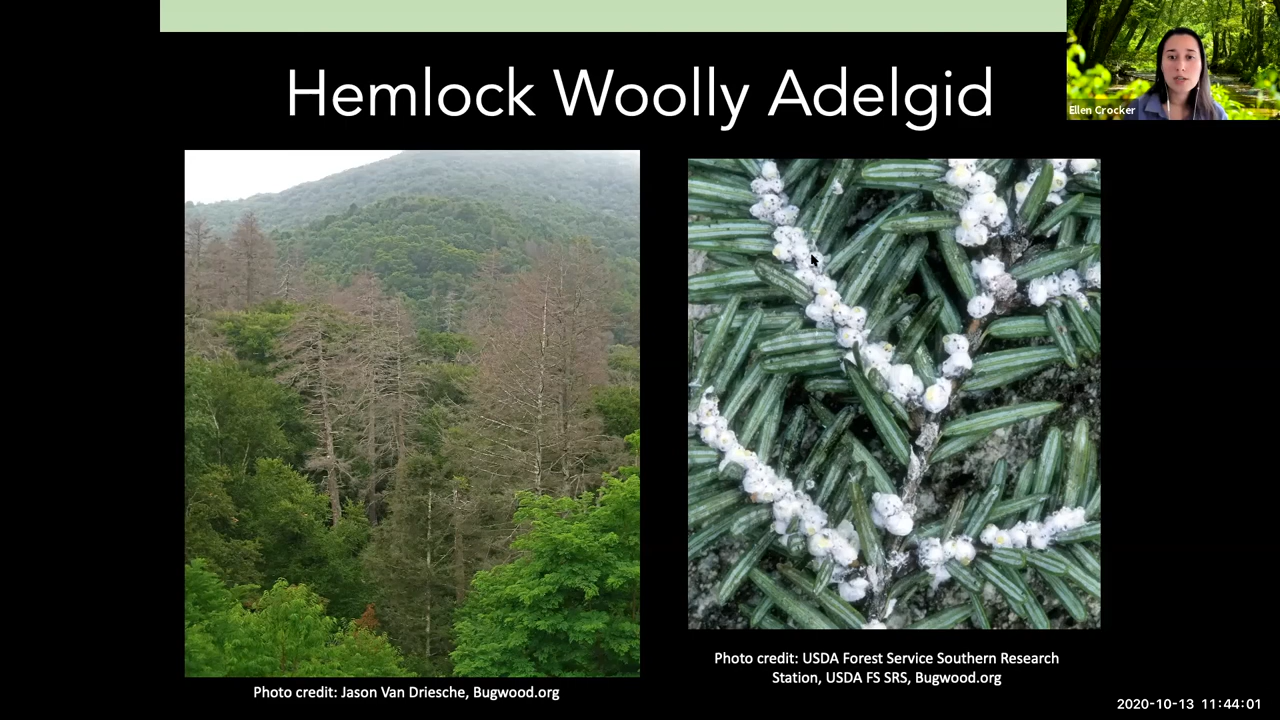 Hemlock Woolly Adelgid
Ellen Crocker
Photo credit: USDA Forest Service Southern Research
Station, USDA FS SRS, Bugwood.org
Photo credit: Jason Van Driesche, Bugwood.org
2020-10-13 11:44:01